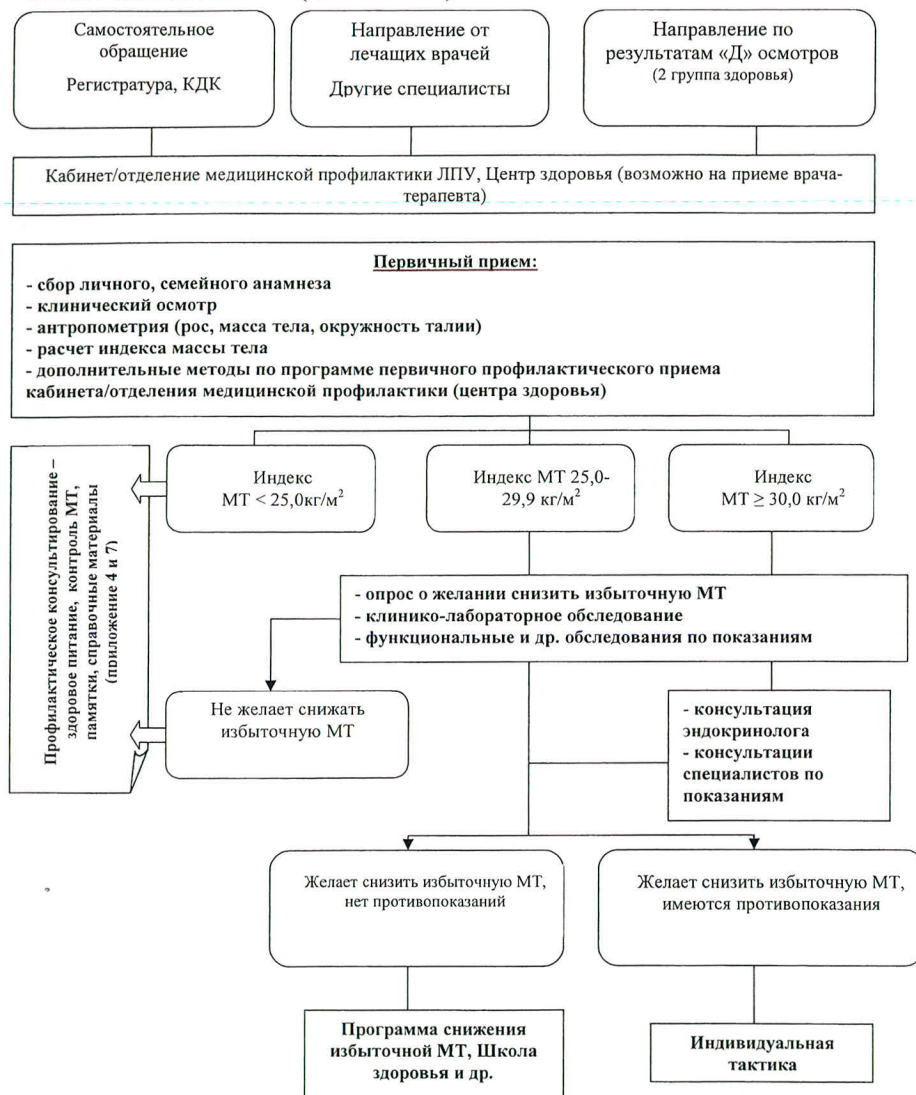 Самостоятельное
обращение
Регистратура, КДК
Направление от
лечащих врачей
Другие специалисты
Направление по
результатам «Д» осмотров
(2 группа здоровья)
Кабинет/отделение медицинской профилактики ЛПУ, Центр здоровья (возможно на приеме врача-
терапевта)
Первичный прием:
- сбор личного, семейного анамнеза
- клинический осмотр
- антропометрия (рос, масса тела, окружность талии)
- расчет индекса массы тела
- дополнительные методы по программе первичного профилактического приема
кабинета/отделения медицинской профилактики (центра здоровья)
Профилактическое консультирование –
здоровое питание, контроль МТ,
памятки, справочные материалы
(приложение 4 и 7)
Индекс
МТ < 25,0кг/м²
Индекс МТ 25,0-
29,9 кг/м²
Индекс
МТ ≥ 30,0 кг/м²
- опрос о желании снизить избыточную МТ
- клинико-лабораторное обследование
- функциональные и др. обследования по показаниям
Не желает снижать
избыточную МТ
- консультация
эндокринолога
- консультации
специалистов по
показаниям
Желает снизить избыточную МТ,
нет противопоказаний
Желает снизить избыточную МТ,
имеются противопоказания
Программа снижения
избыточной МТ, Школа
здоровья и др.
Индивидуальная
тактика